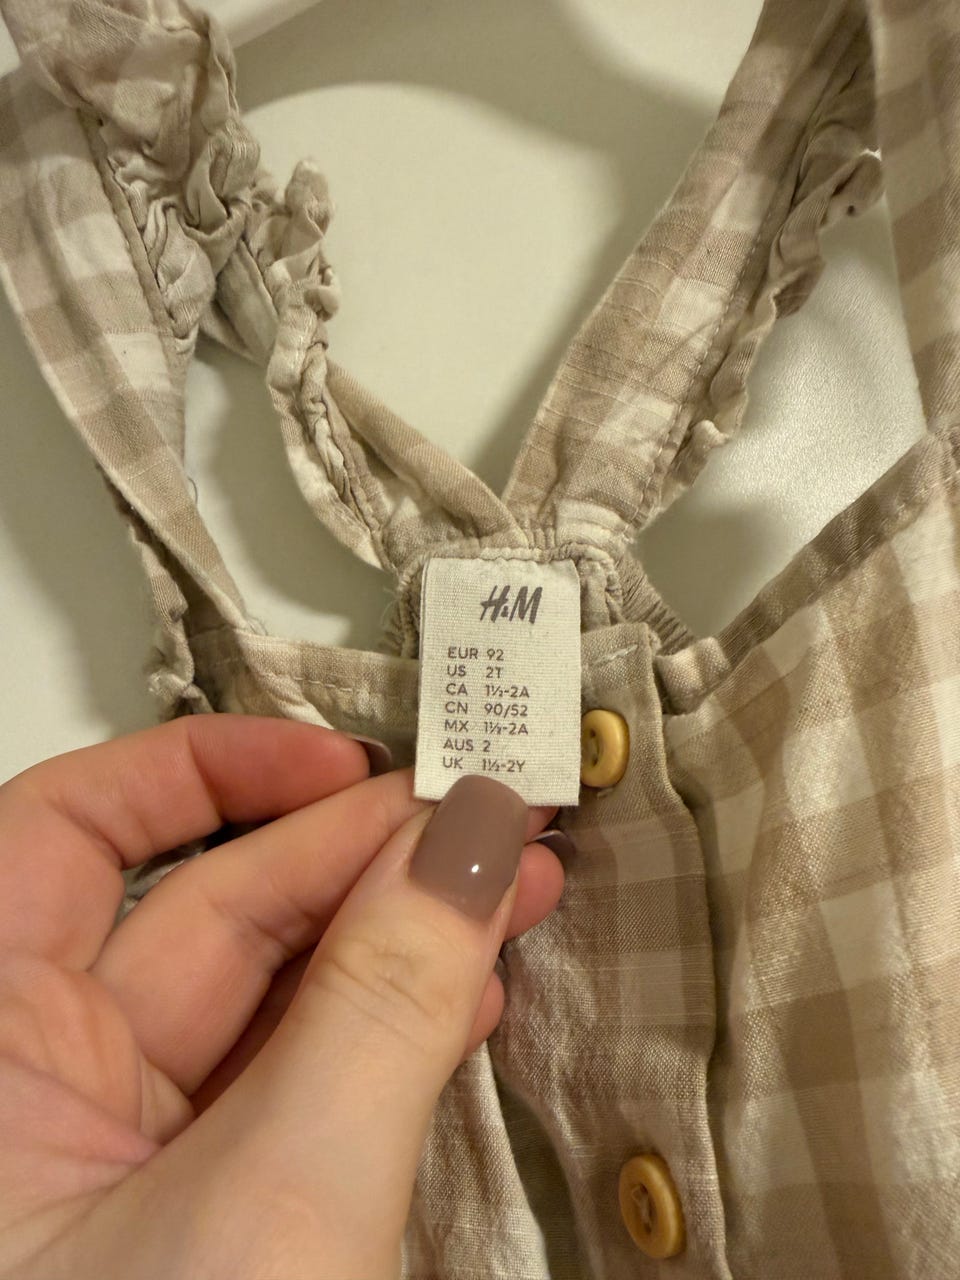 H&M
EUR 92
US 2T
CA 1½-2A
CN 90/52
MX 1½-2A
AUS 2
UK 1½-2Y